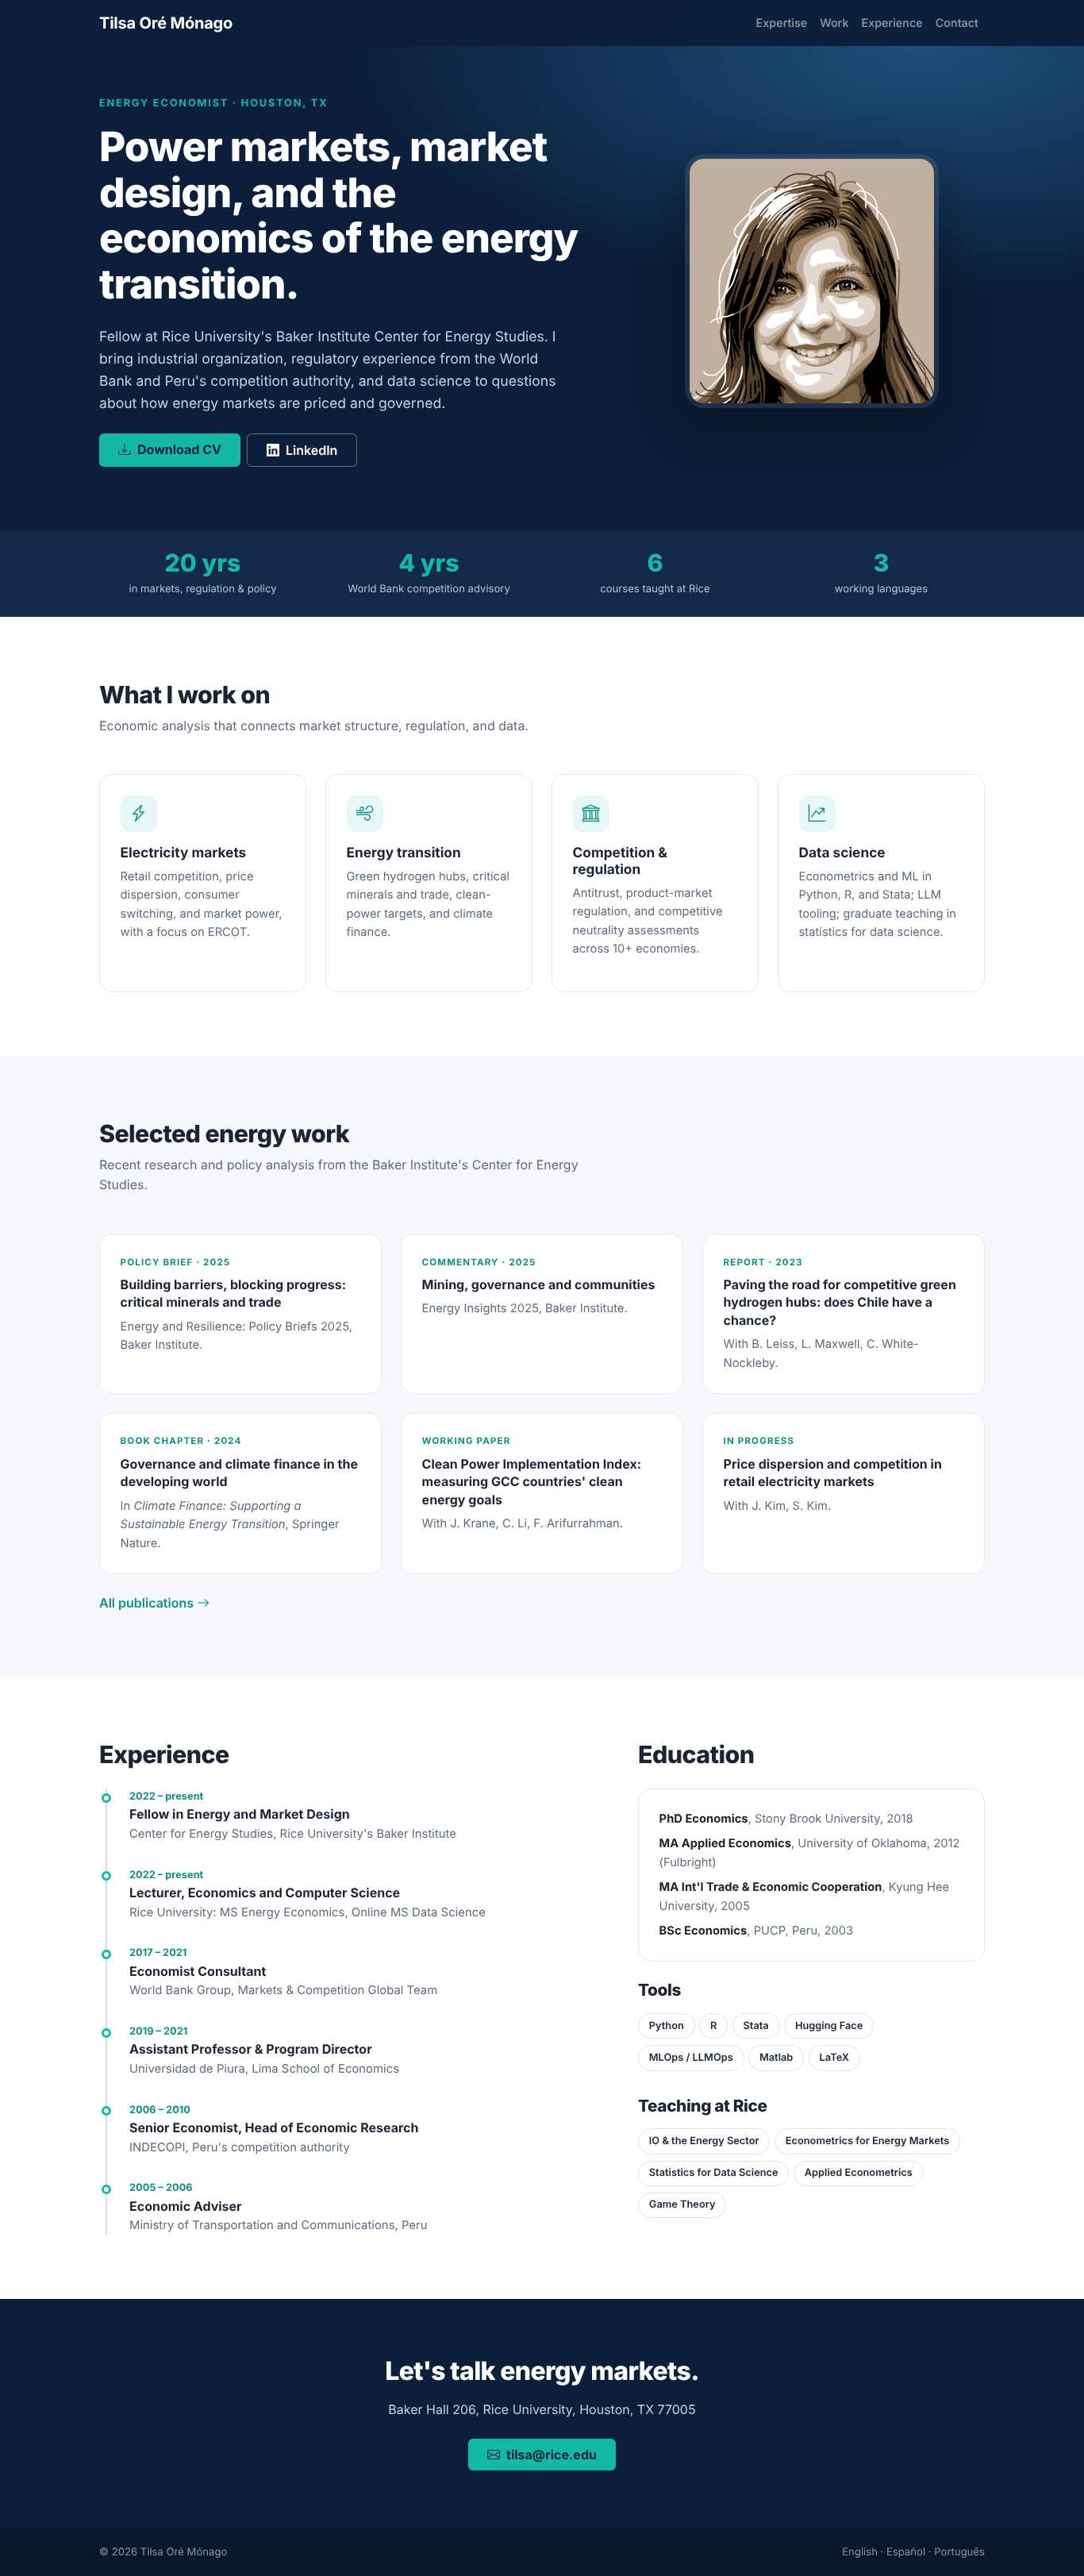 Tilsa Oré Mónago
Expertise Work Experience Contact
ENERGY ECONOMIST · HOUSTON, TX
Power markets, market
design, and the
economics of the energy
transition.
Fellow at Rice University's Baker Institute Center for Energy Studies. I
bring industrial organization, regulatory experience from the World
Bank and Peru's competition authority, and data science to questions
about how energy markets are priced and governed.
Download CV
LinkedIn
20 yrs
in markets, regulation & policy
4 yrs
World Bank competition advisory
6
courses taught at Rice
3
working languages
What I work on
Economic analysis that connects market structure, regulation, and data.
Electricity markets
Retail competition, price
dispersion, consumer
switching, and market power,
with a focus on ERCOT.
Energy transition
Green hydrogen hubs, critical
minerals and trade, clean-
power targets, and climate
finance.
Competition &
regulation
Antitrust, product-market
regulation, and competitive
neutrality assessments
across 10+ economies.
Data science
Econometrics and ML in
Python, R, and Stata; LLM
tooling; graduate teaching in
statistics for data science.
Selected energy work
Recent research and policy analysis from the Baker Institute's Center for Energy
Studies.
POLICY BRIEF · 2025
Building barriers, blocking progress:
critical minerals and trade
Energy and Resilience: Policy Briefs 2025,
Baker Institute.
COMMENTARY · 2025
Mining, governance and communities
Energy Insights 2025, Baker Institute.
REPORT · 2023
Paving the road for competitive green
hydrogen hubs: does Chile have a
chance?
With B. Leiss, L. Maxwell, C. White-
Nockleby.
BOOK CHAPTER · 2024
Governance and climate finance in the
developing world
In Climate Finance: Supporting a
Sustainable Energy Transition, Springer
Nature.
WORKING PAPER
Clean Power Implementation Index:
measuring GCC countries' clean
energy goals
With J. Krane, C. Li, F. Arifurrahman.
IN PROGRESS
Price dispersion and competition in
retail electricity markets
With J. Kim, S. Kim.
All publications →
Experience
2022 – present
Fellow in Energy and Market Design
Center for Energy Studies, Rice University's Baker Institute
2022 – present
Lecturer, Economics and Computer Science
Rice University: MS Energy Economics, Online MS Data Science
2017 – 2021
Economist Consultant
World Bank Group, Markets & Competition Global Team
2019 – 2021
Assistant Professor & Program Director
Universidad de Piura, Lima School of Economics
2006 – 2010
Senior Economist, Head of Economic Research
INDECOPI, Peru's competition authority
2005 – 2006
Economic Adviser
Ministry of Transportation and Communications, Peru
Education
PhD Economics, Stony Brook University, 2018
MA Applied Economics, University of Oklahoma, 2012
(Fulbright)
MA Int'l Trade & Economic Cooperation, Kyung Hee
University, 2005
BSc Economics, PUCP, Peru, 2003
Tools
Python R Stata Hugging Face
MLOps / LLMOps Matlab LaTeX
Teaching at Rice
IO & the Energy Sector Econometrics for Energy Markets
Statistics for Data Science Applied Econometrics
Game Theory
Let's talk energy markets.
Baker Hall 206, Rice University, Houston, TX 77005
tilsa@rice.edu
© 2026 Tilsa Oré Mónago
English · Español · Português